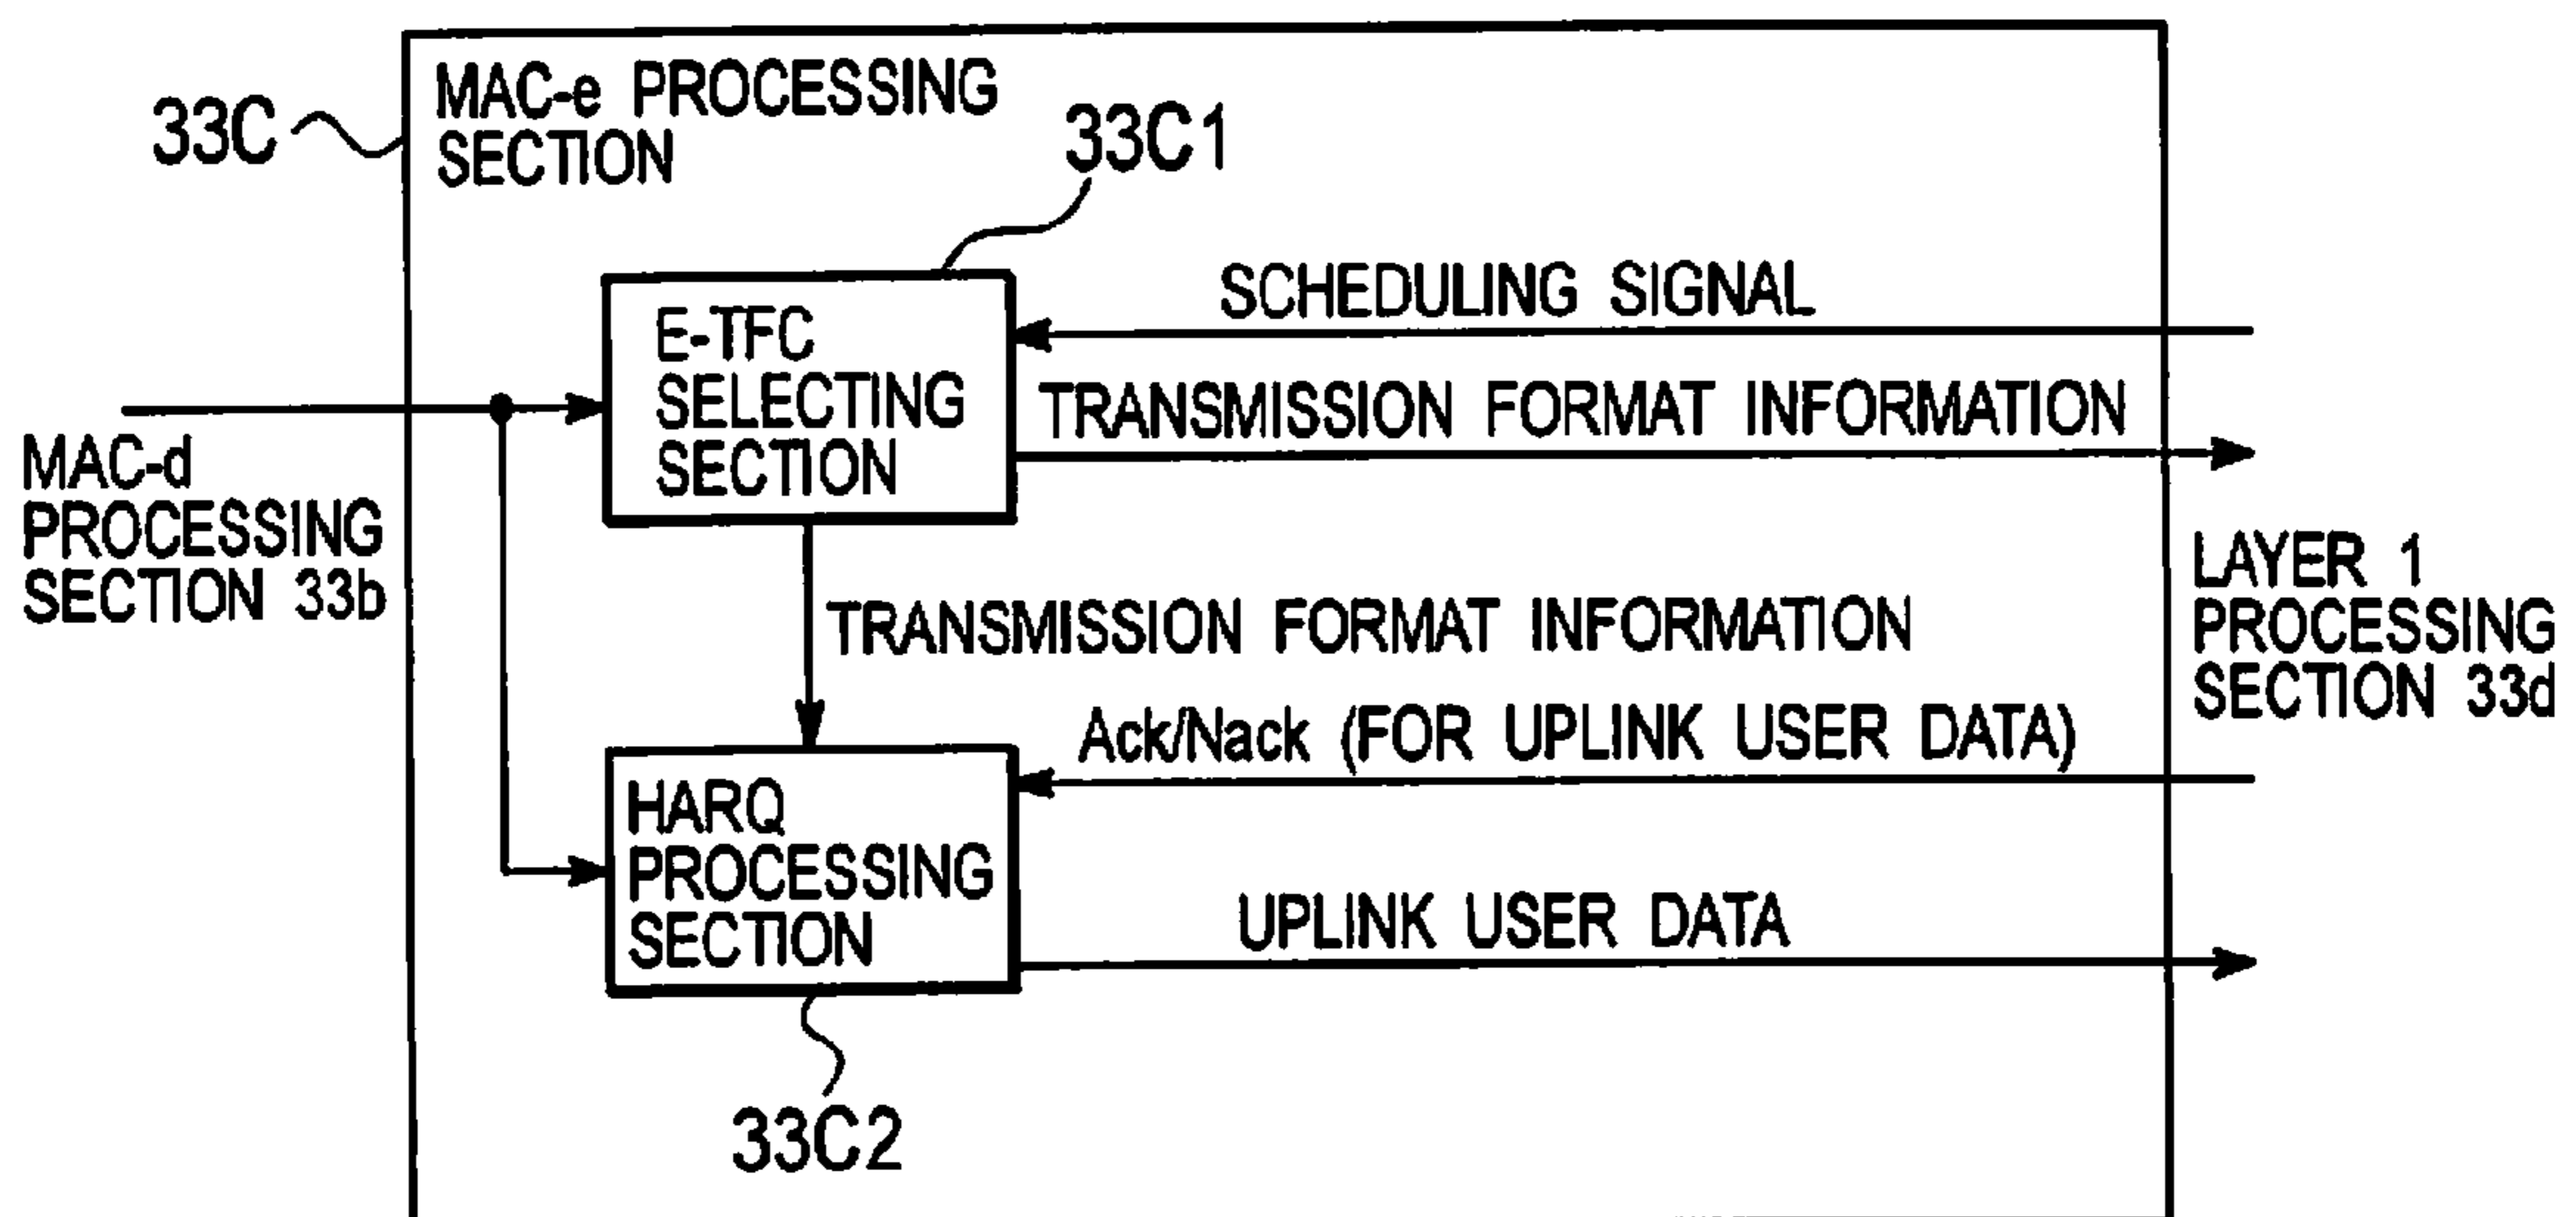 MAC-e PROCESSING
SECTION
33C
33C1
SCHEDULING SIGNAL
E-TFC
SELECTING
SECTION
TRANSMISSION FORMAT INFORMATION
MAC-d
PROCESSING
SECTION 33b
LAYER 1
PROCESSING
SECTION 33d
TRANSMISSION FORMAT INFORMATION
Ack/Nack (FOR UPLINK USER DATA)
HARQ
PROCESSING
SECTION
UPLINK USER DATA
33C2